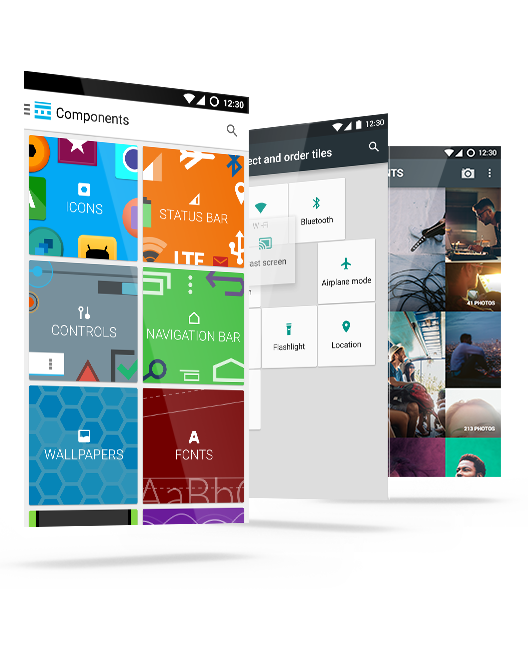 12:30
Components
ICONS
STATUS BAR
LTE
CONTROLS
NAVIGATION BAR
WALLPAPERS
FONTS
AaBb
12:30
ect and order tiles
Wi-Fi
Bluetooth
ast screen
Airplane mode
Flashlight
Location
12:30
NTS
41 PHOTOS
213 PHOTOS